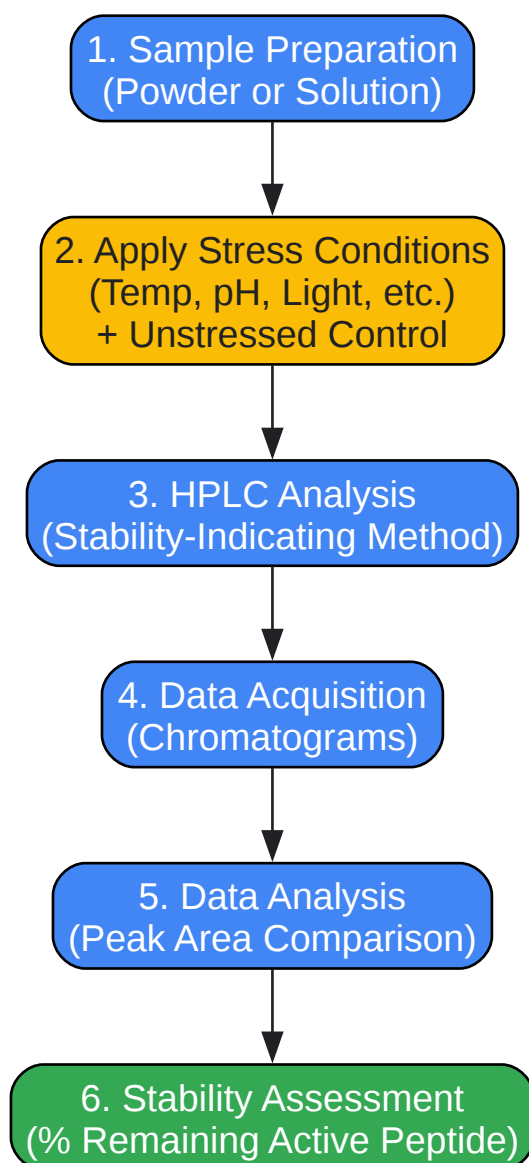 1. Sample Preparation
(Powder or Solution)
2. Apply Stress Conditions
(Temp, pH, Light, etc.)
+ Unstressed Control
3. HPLC Analysis
(Stability-Indicating Method)
4. Data Acquisition
(Chromatograms)
5. Data Analysis
(Peak Area Comparison)
6. Stability Assessment
(% Remaining Active Peptide)